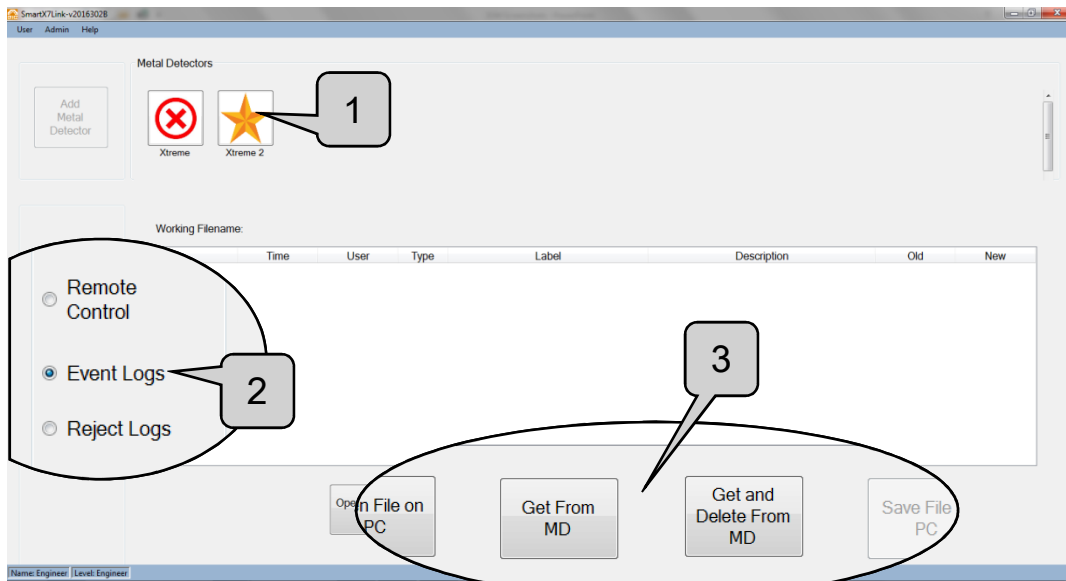 SmartX7Link-v2016302B
User Admin Help
Metal Detectors
Add
Metal
Detector
1
Xtreme Xtreme 2
Working Filename:
Time User Type Label Description Old New
Remote
Control
Event Logs
2
3
Reject Logs
Open File on
PC
Get From
MD
Get and
Delete From
MD
Save File
PC
Name: Engineer Level: Engineer